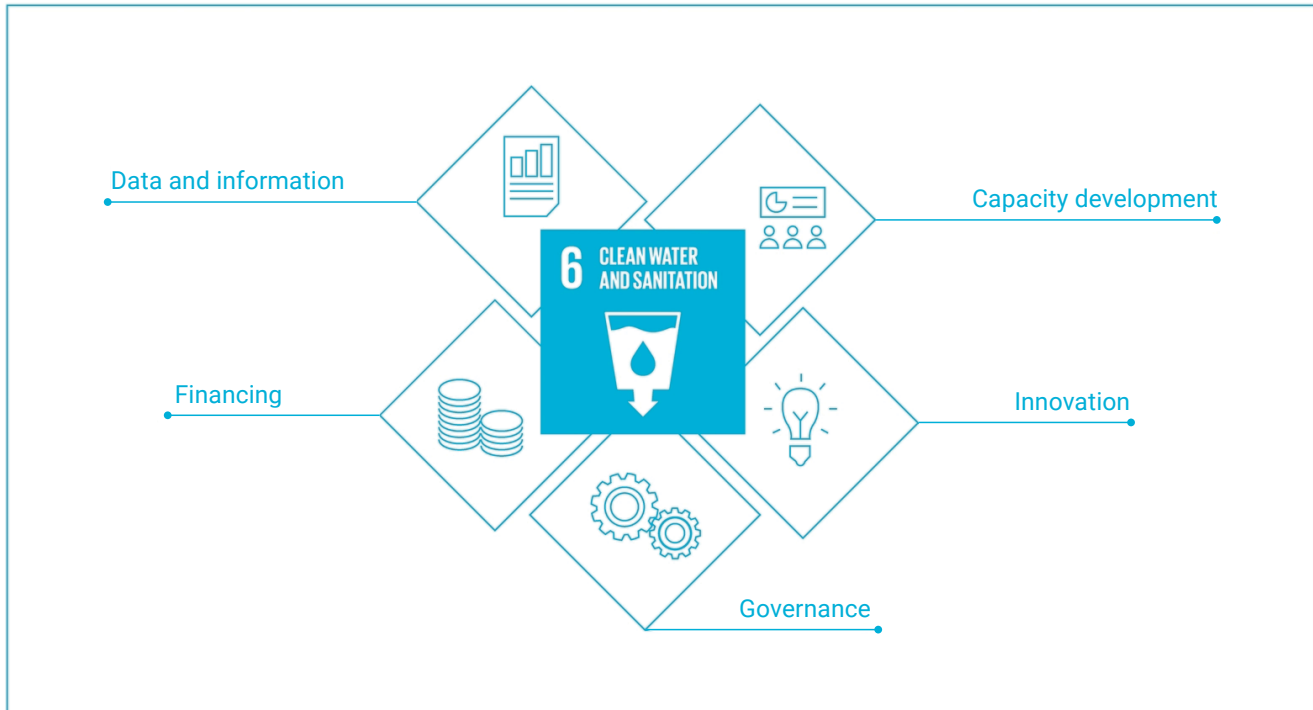 Data and information
Capacity development
6 CLEAN WATER
AND SANITATION
Financing
Innovation
Governance